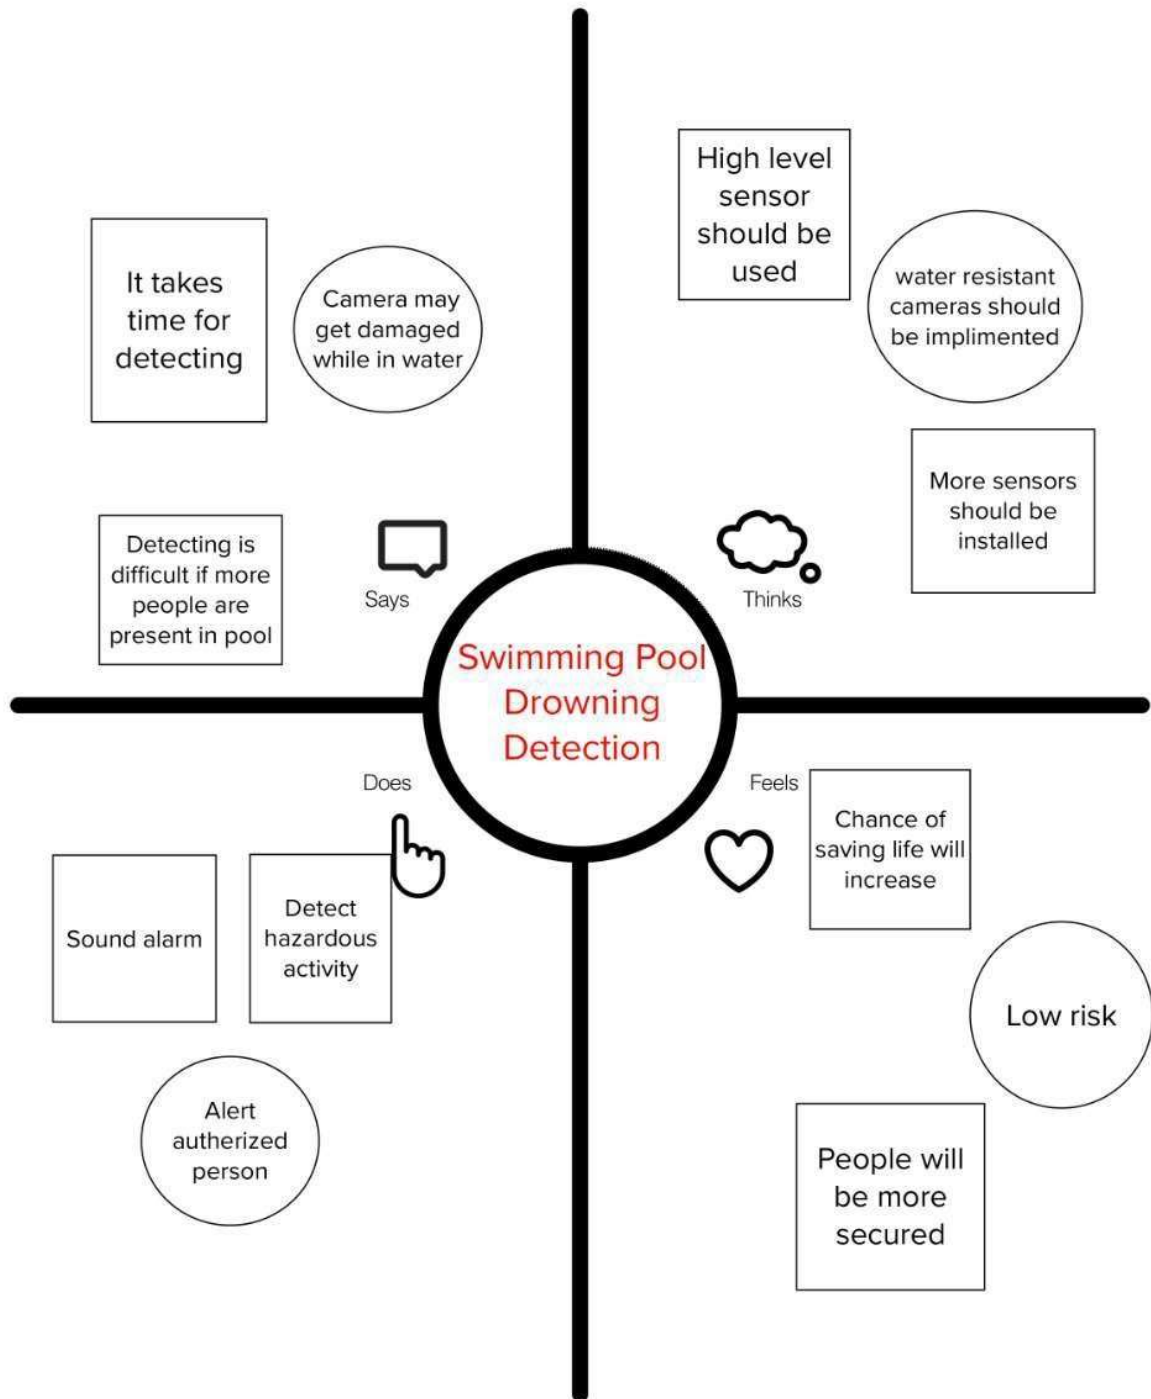 It takes
time for
detecting
Camera may
get damaged
while in water
Detecting is
difficult if more
people are
present in pool
Says
High level
sensor
should be
used
water resistant
cameras should
be implimented
More sensors
should be
installed
Thinks
Swimming Pool
Drowning
Detection
Does
Sound alarm
Detect
hazardous
activity
Alert
autherized
person
Feels
Chance of
saving life will
increase
Low risk
People will
be more
secured